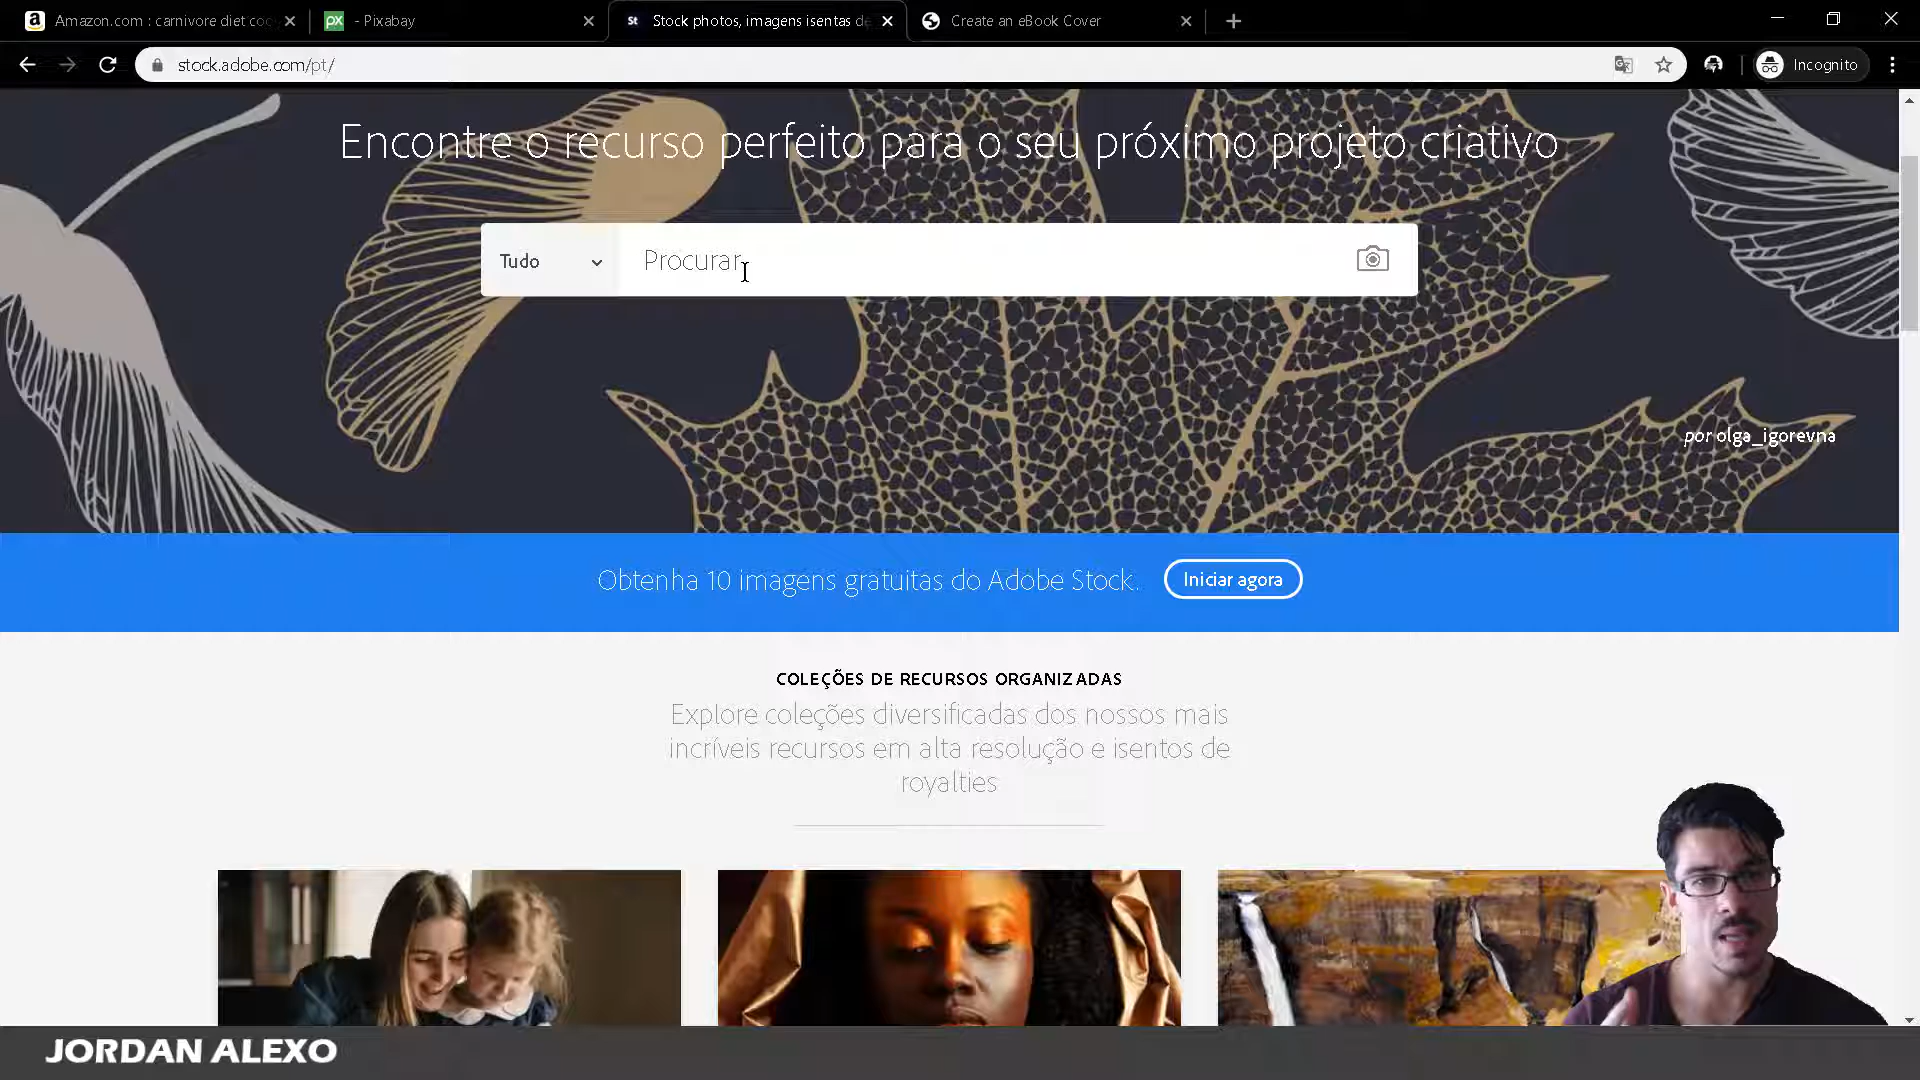 Amazon.com : carnivore diet coo
- Pixabay
Stock photos, imagens isentas de
Create an eBook Cover
stock.adobe.com/pt/
Incognito
Encontre o recurso perfeito para o seu próximo projeto criativo
Tudo
Procurar
por olga_igorevna
Obtenha 10 imagens gratuitas do Adobe Stock.
Iniciar agora
COLEÇÕES DE RECURSOS ORGANIZADAS
Explore coleções diversificadas dos nossos mais
incríveis recursos em alta resolução e isentos de
royalties
JORDAN ALEXO